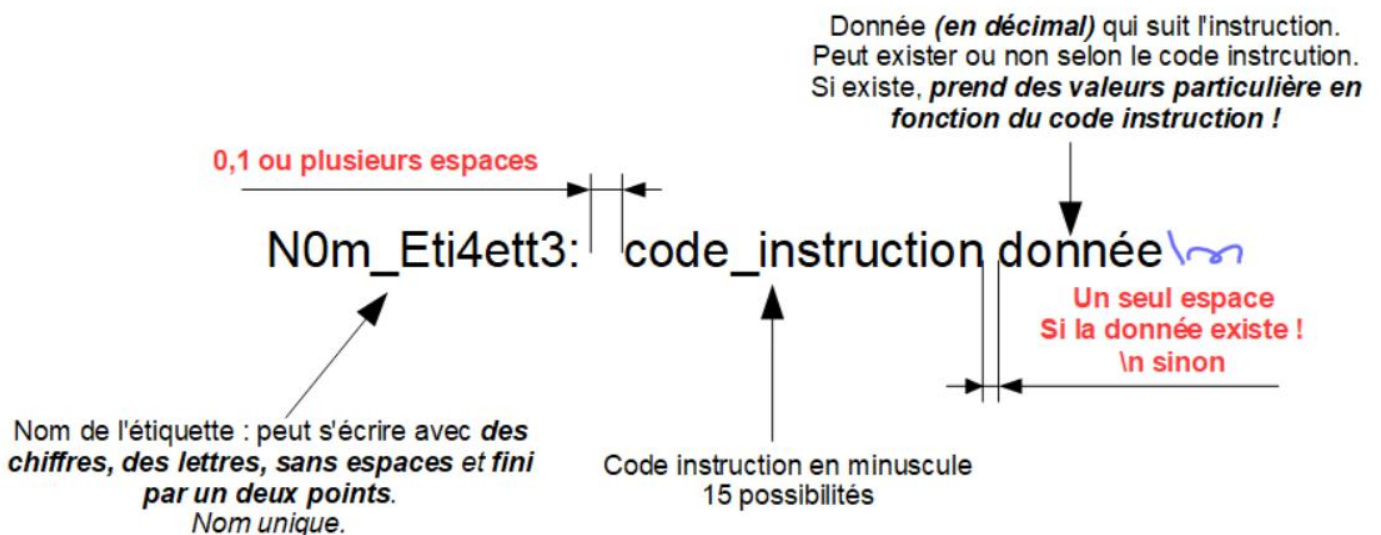 Donnée (en décimal) qui suit l'instruction.
Peut exister ou non selon le code instrcution.
Si existe, prend des valeurs particulière en
fonction du code instruction !
0,1 ou plusieurs espaces
N0m_Eti4ett3: code_instruction donnée\n
Un seul espace
Si la donnée existe !
\n sinon
Nom de l'étiquette : peut s'écrire avec des
chiffres, des lettres, sans espaces et fini
par un deux points.
Nom unique.
Code instruction en minuscule
15 possibilités